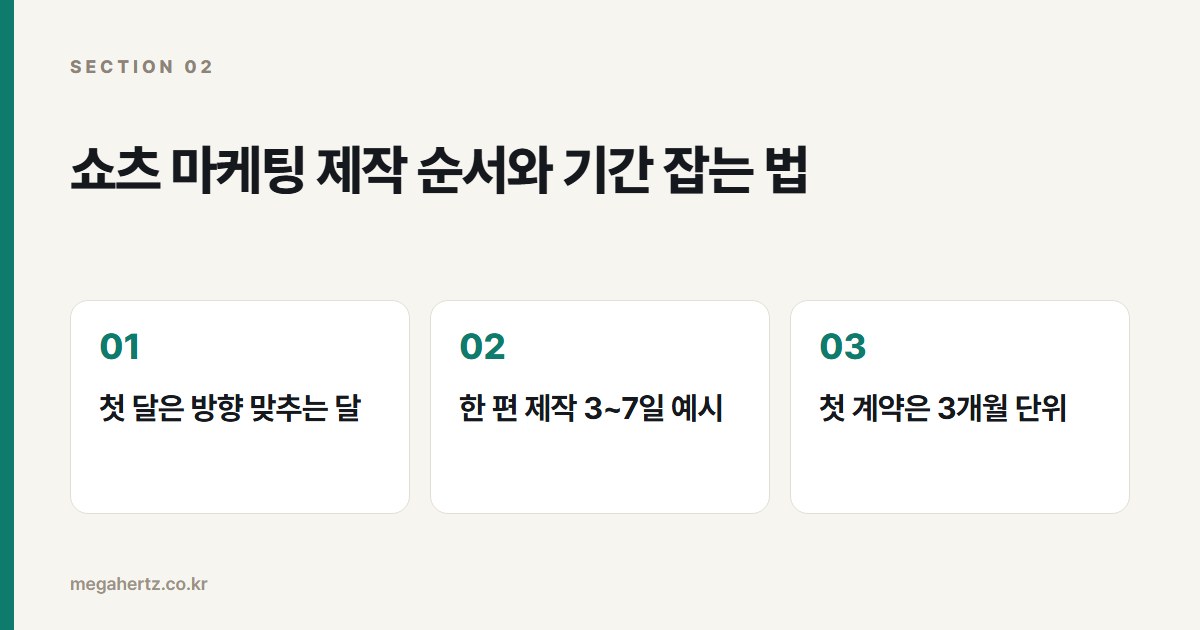 SECTION 02
쇼츠 마케팅 제작 순서와 기간 잡는 법
01
첫 달은 방향 맞추는 달
02
한 편 제작 3~7일 예시
03
첫 계약은 3개월 단위
megahertz.co.kr